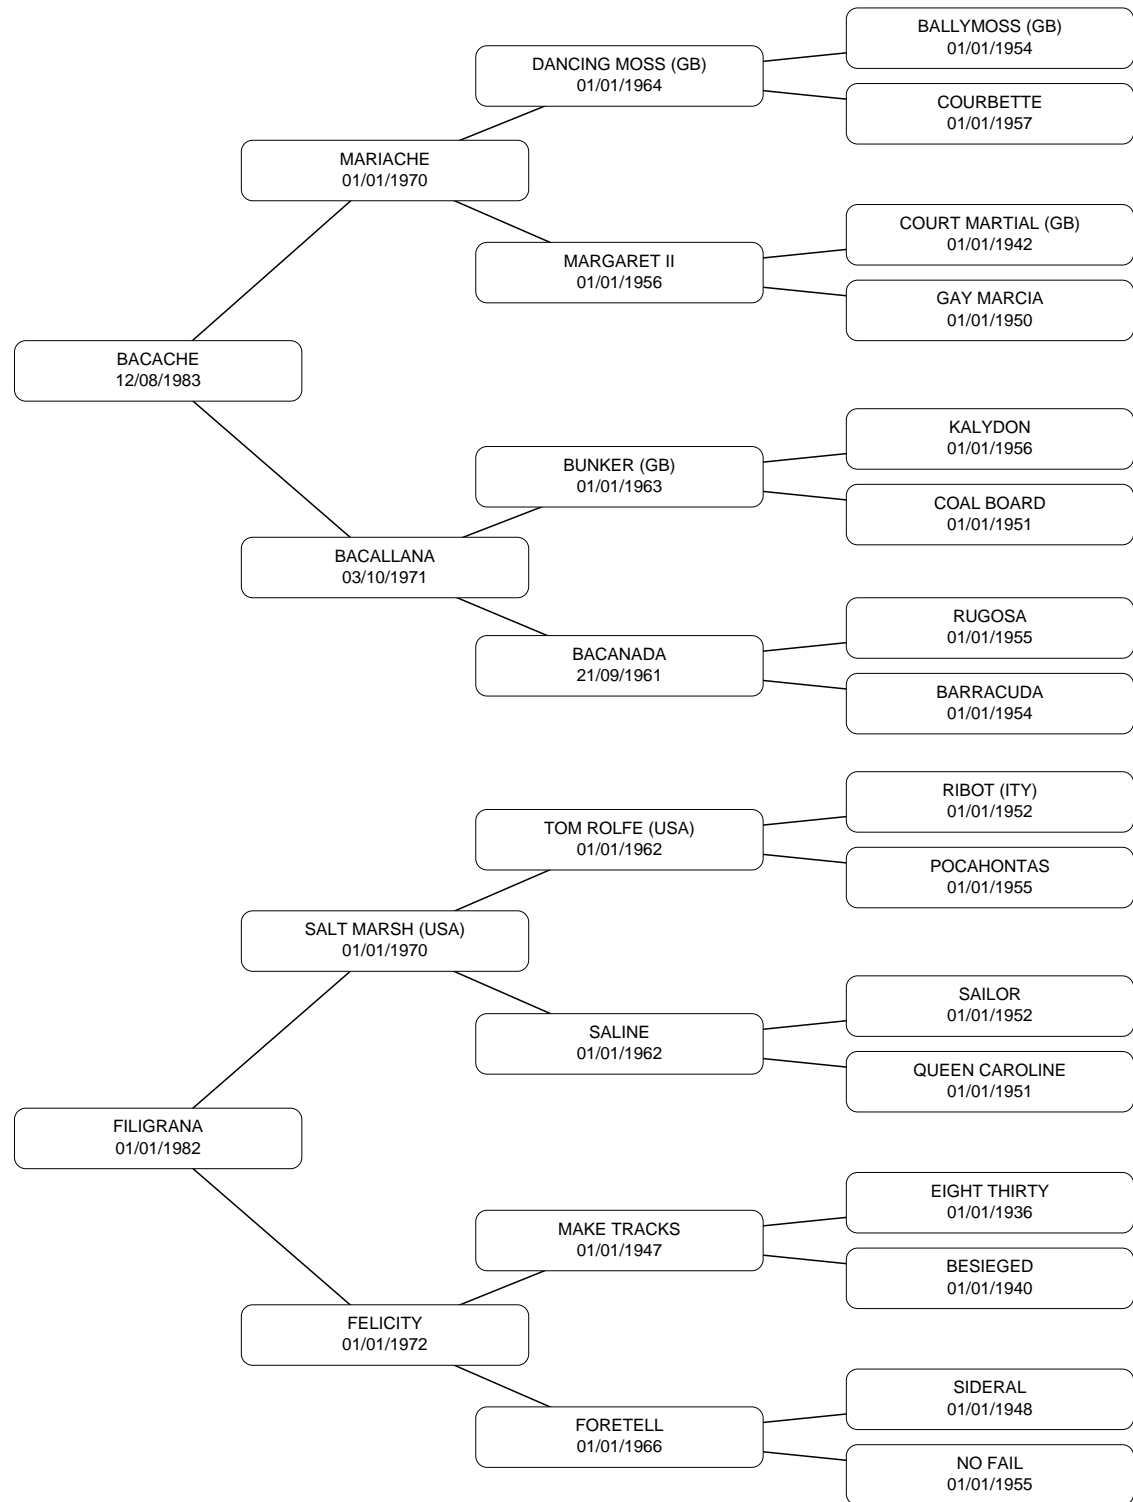 BALLYMOSS (GB)
01/01/1954
DANCING MOSS (GB)
01/01/1964
COURBETTE
01/01/1957
MARIACHE
01/01/1970
COURT MARTIAL (GB)
01/01/1942
MARGARET II
01/01/1956
GAY MARCIA
01/01/1950
BACACHE
12/08/1983
KALYDON
01/01/1956
BUNKER (GB)
01/01/1963
COAL BOARD
01/01/1951
BACALLANA
03/10/1971
RUGOSA
01/01/1955
BACANADA
21/09/1961
BARRACUDA
01/01/1954
RIBOT (ITY)
01/01/1952
TOM ROLFE (USA)
01/01/1962
POCAHONTAS
01/01/1955
SALT MARSH (USA)
01/01/1970
SAILOR
01/01/1952
SALINE
01/01/1962
QUEEN CAROLINE
01/01/1951
FILIGRANA
01/01/1982
EIGHT THIRTY
01/01/1936
MAKE TRACKS
01/01/1947
BESIEGED
01/01/1940
FELICITY
01/01/1972
SIDERAL
01/01/1948
FORETELL
01/01/1966
NO FAIL
01/01/1955